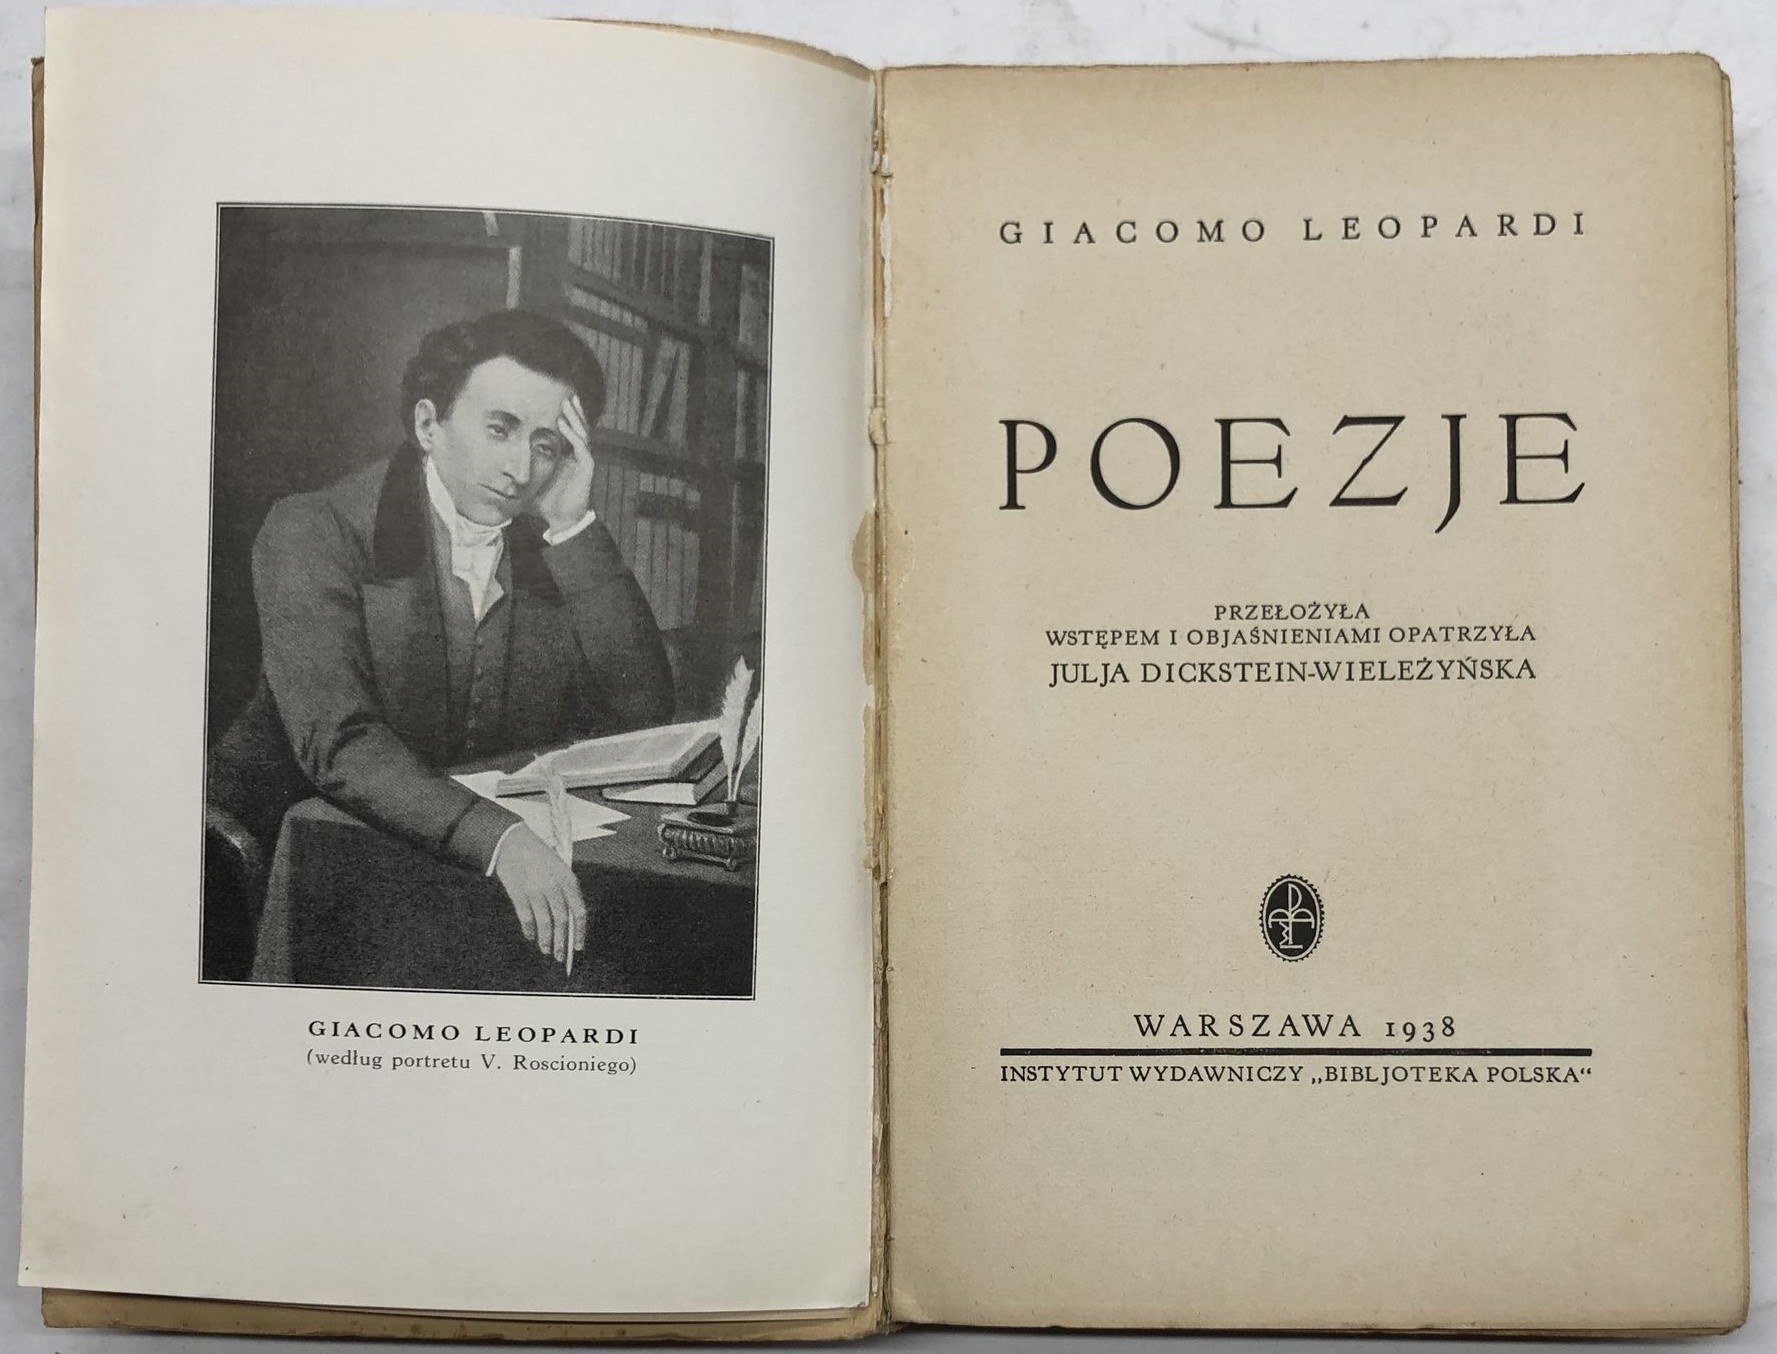 GIACOMO LEOPARDI
(według portretu V. Roscioniego)
GIACOMO LEOPARDI
POEZJE
PRZEŁOŻYŁA
WSTĘPEM I OBJAŚNIENIAMI OPATRZYŁA
JULJA DICKSTEIN-WIELEŻYŃSKA
WARSZAWA 1938
INSTYTUT WYDAWNICZY „BIBLJOTEKA POLSKA“